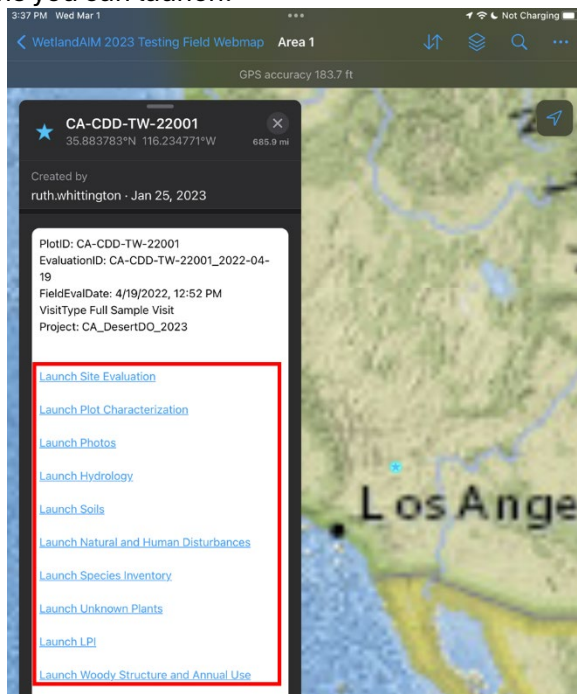 ns you can launch.
3:37 PM Wed Mar 1 Not Charging
WetlandAIM 2023 Testing Field Webmap Area 1
GPS accuracy 183.7 ft
CA-CDD-TW-22001
35.883783°N 116.234771°W 685.9 mi
Created by
ruth.whittington · Jan 25, 2023
PlotID: CA-CDD-TW-22001
EvaluationID: CA-CDD-TW-22001_2022-04-
19
FieldEvalDate: 4/19/2022, 12:52 PM
VisitType Full Sample Visit
Project: CA_DesertDO_2023
Launch Site Evaluation
Launch Plot Characterization
Launch Photos
Launch Hydrology
Launch Soils
Los Ange
Launch Natural and Human Disturbances
Launch Species Inventory
Launch Unknown Plants
Launch LPI
Launch Woody Structure and Annual Use